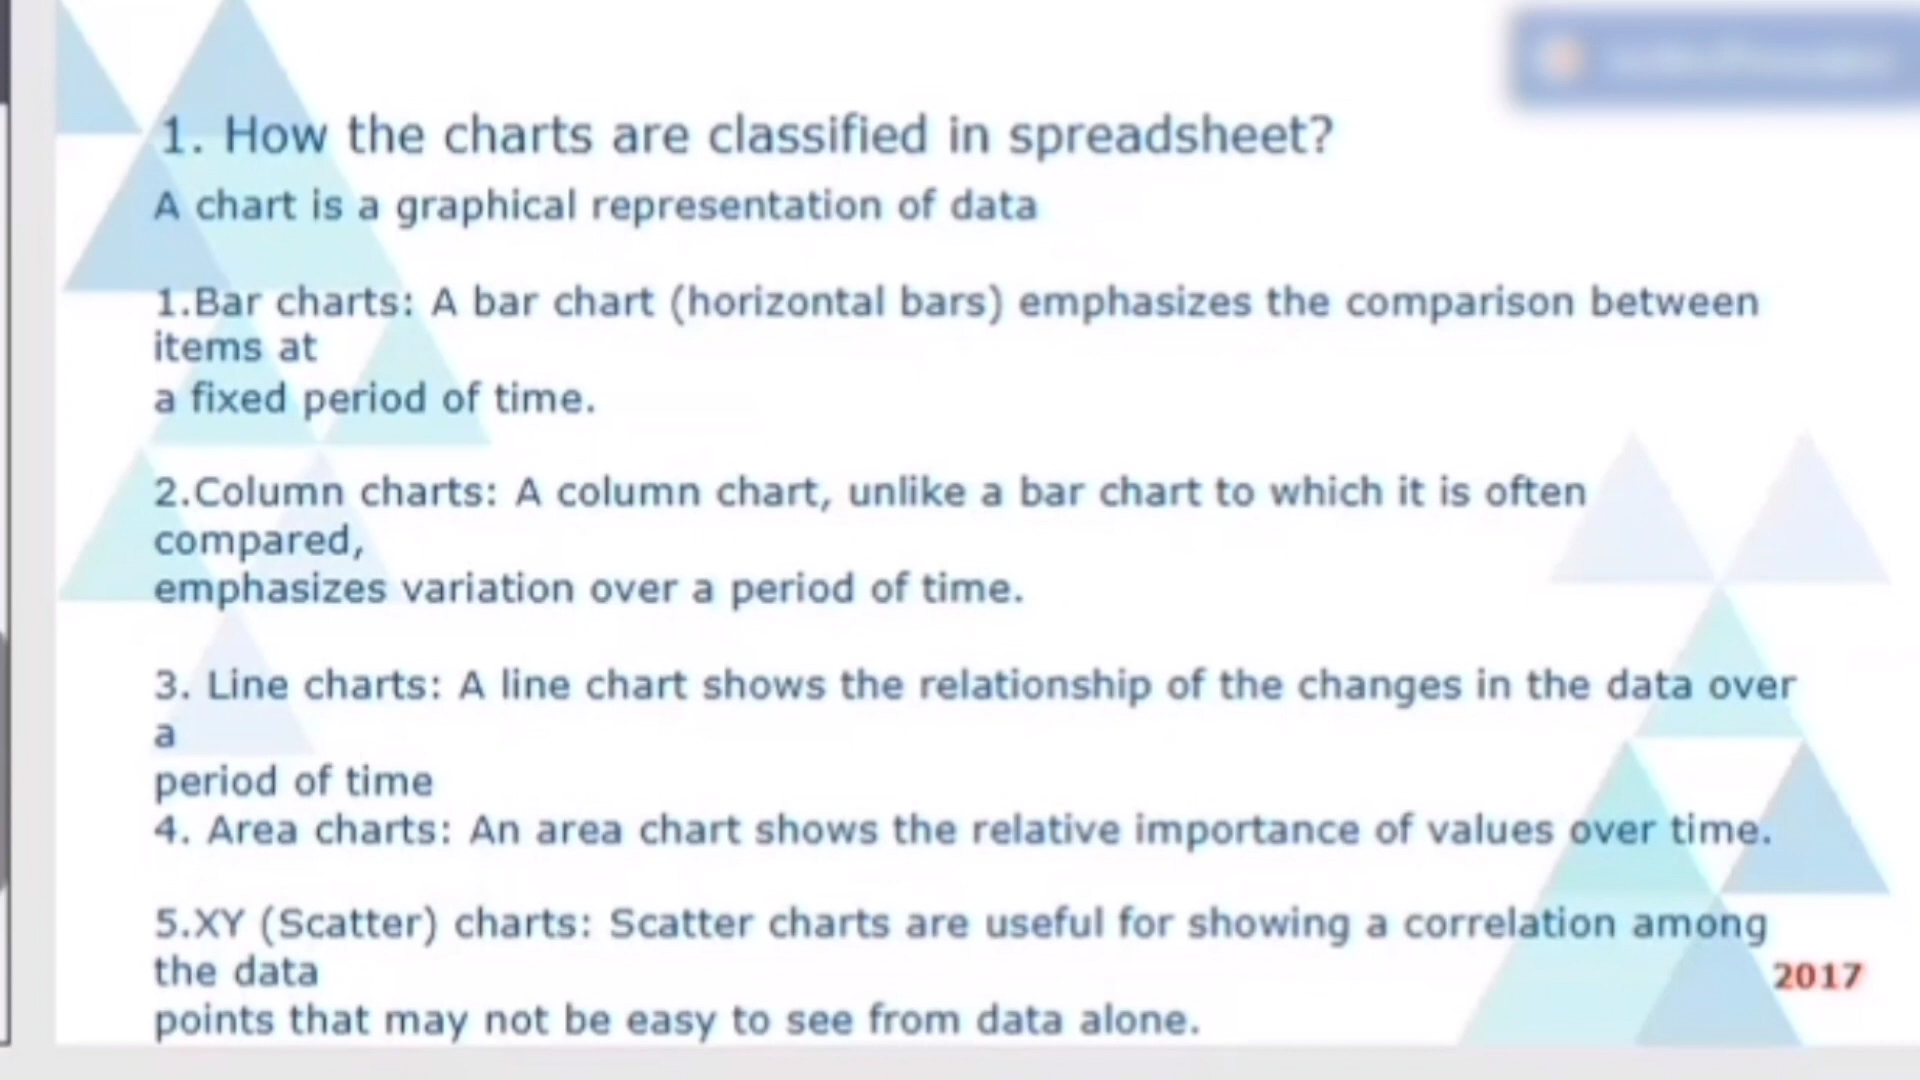 1. How the charts are classified in spreadsheet?
A chart is a graphical representation of data
1.Bar charts: A bar chart (horizontal bars) emphasizes the comparison between
items at
a fixed period of time.
2.Column charts: A column chart, unlike a bar chart to which it is often
compared,
emphasizes variation over a period of time.
3. Line charts: A line chart shows the relationship of the changes in the data over
a
period of time
4. Area charts: An area chart shows the relative importance of values over time.
5.XY (Scatter) charts: Scatter charts are useful for showing a correlation among
the data
2017
points that may not be easy to see from data alone.